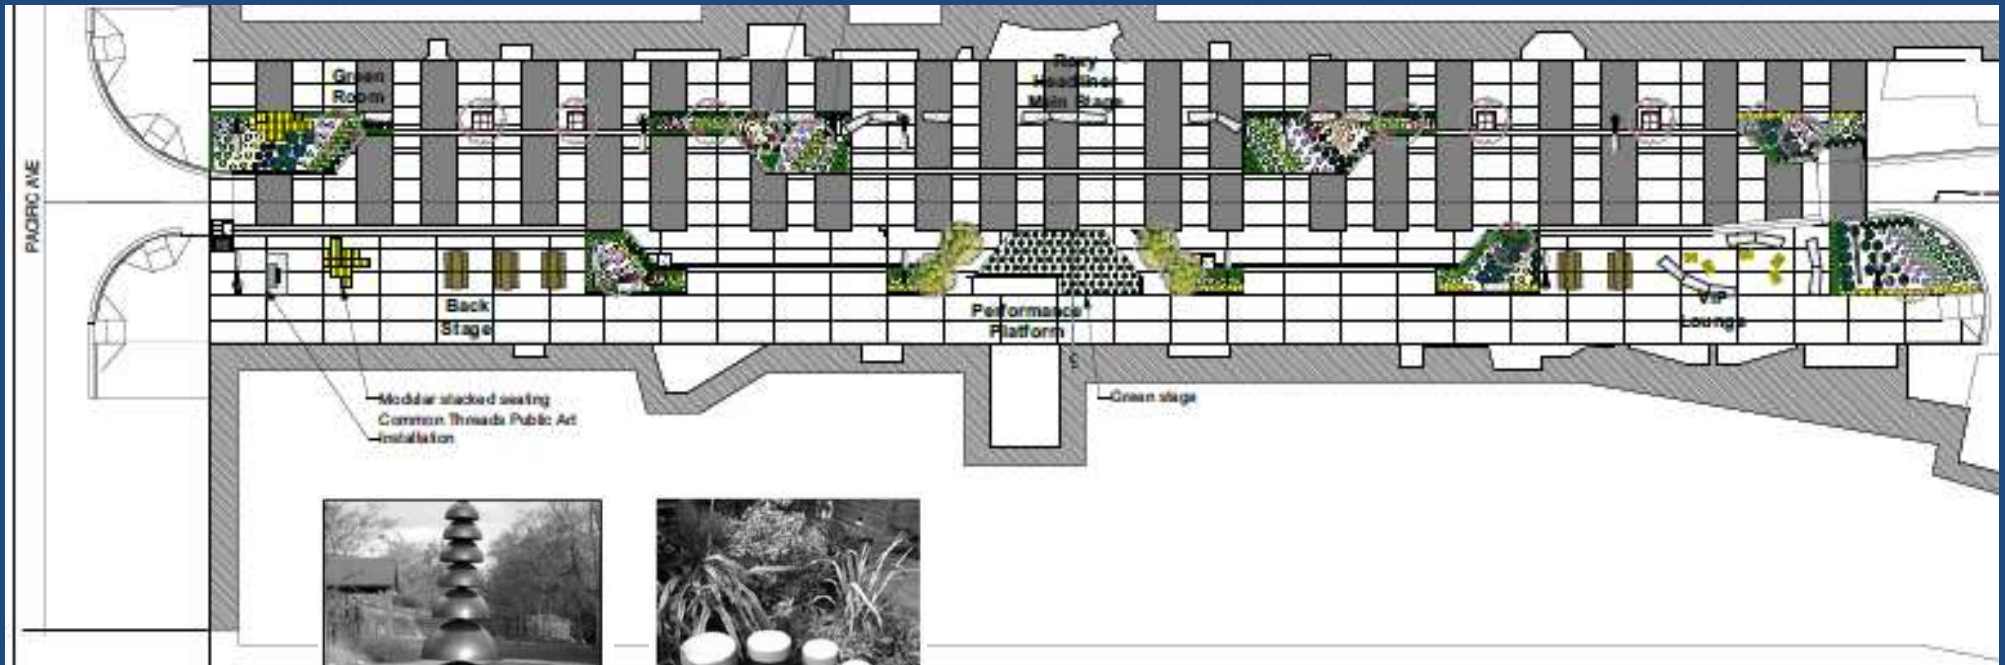 Green
Room
Roxy
Headliner
Main Stage
PACIFIC AVE
Back
Stage
Performance
Platform
VIP
Lounge
Modular stacked seating
Common Threads Public Art
Installation
Green stage